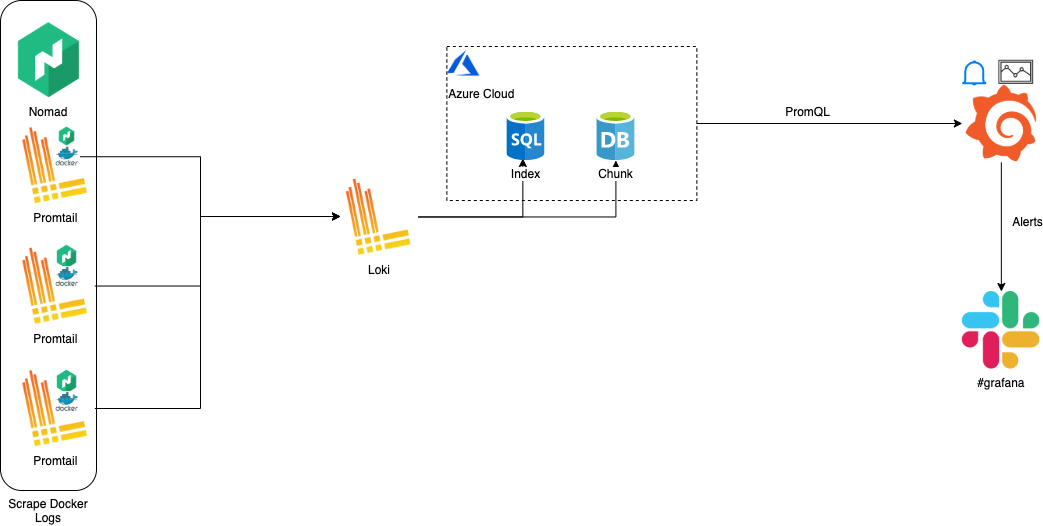 Nomad
docker
Promtail
docker
Promtail
docker
Promtail
Scrape Docker
Logs
Loki
Azure Cloud
SQL
Index
DB
Chunk
PromQL
Alerts
#grafana